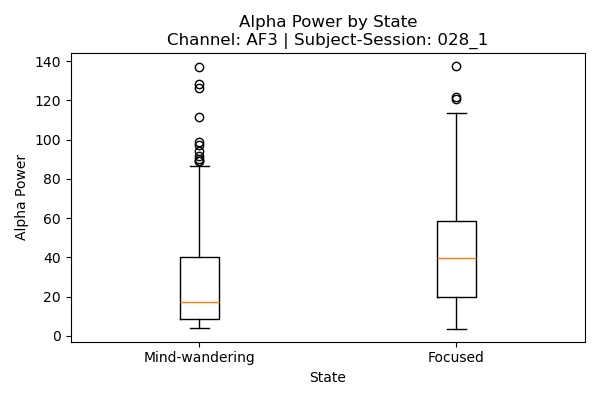 Alpha Power by State
Channel: AF3 | Subject-Session: 028_1
140
120
100
80
60
40
20
0
Alpha Power
Mind-wandering
Focused
State